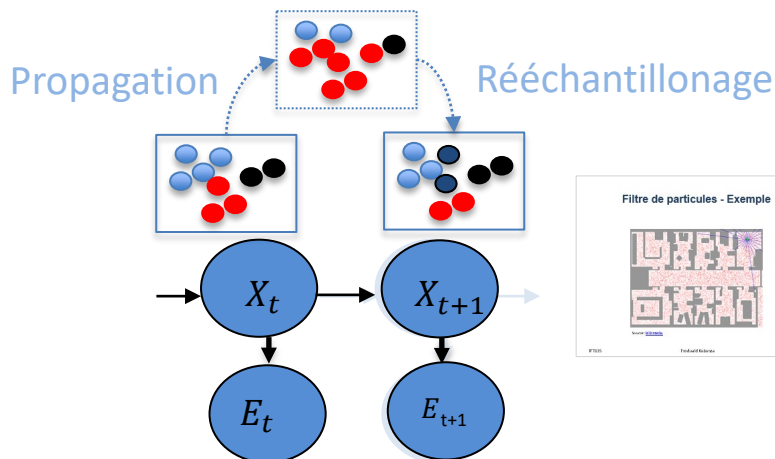 Propagation
Rééchantillonage
Filtre de particules - Exemple
X_t
X_{t+1}
E_t
E_{t+1}